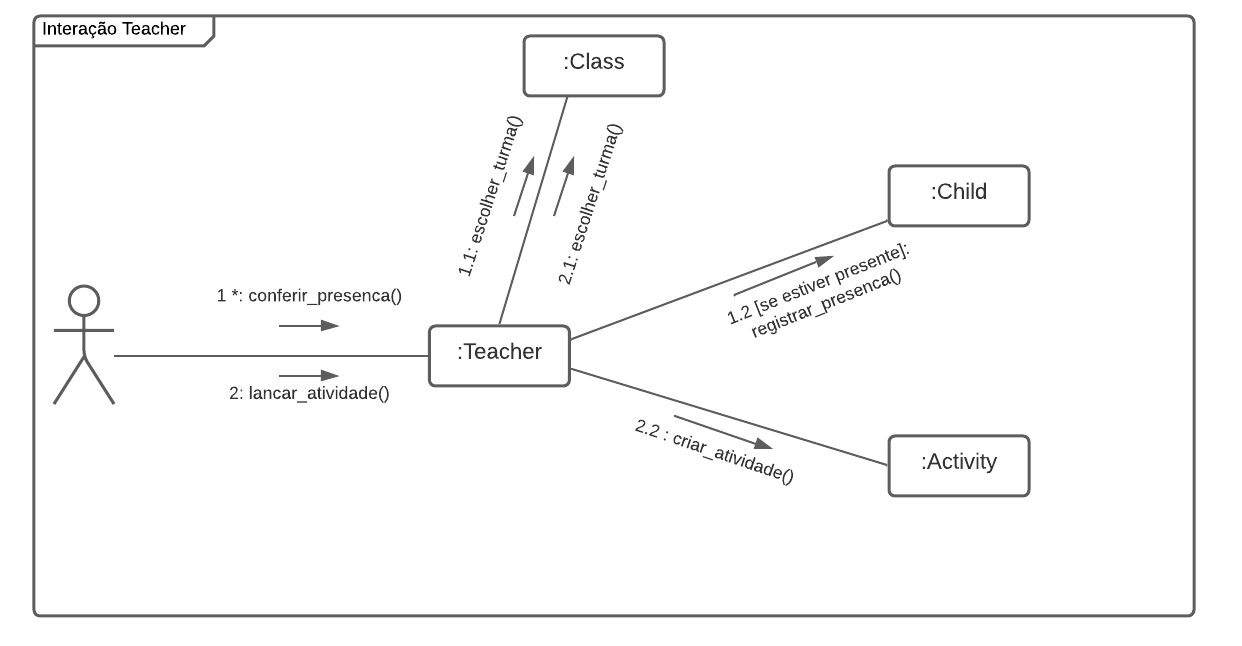 Interação Teacher
:Class
1.1: escolher_turma()
2.1: escolher_turma()
:Child
1.2 [se estiver presente]:
registrar_presenca()
1 *: conferir_presenca()
:Teacher
2: lancar_atividade()
2.2 : criar_atividade()
:Activity